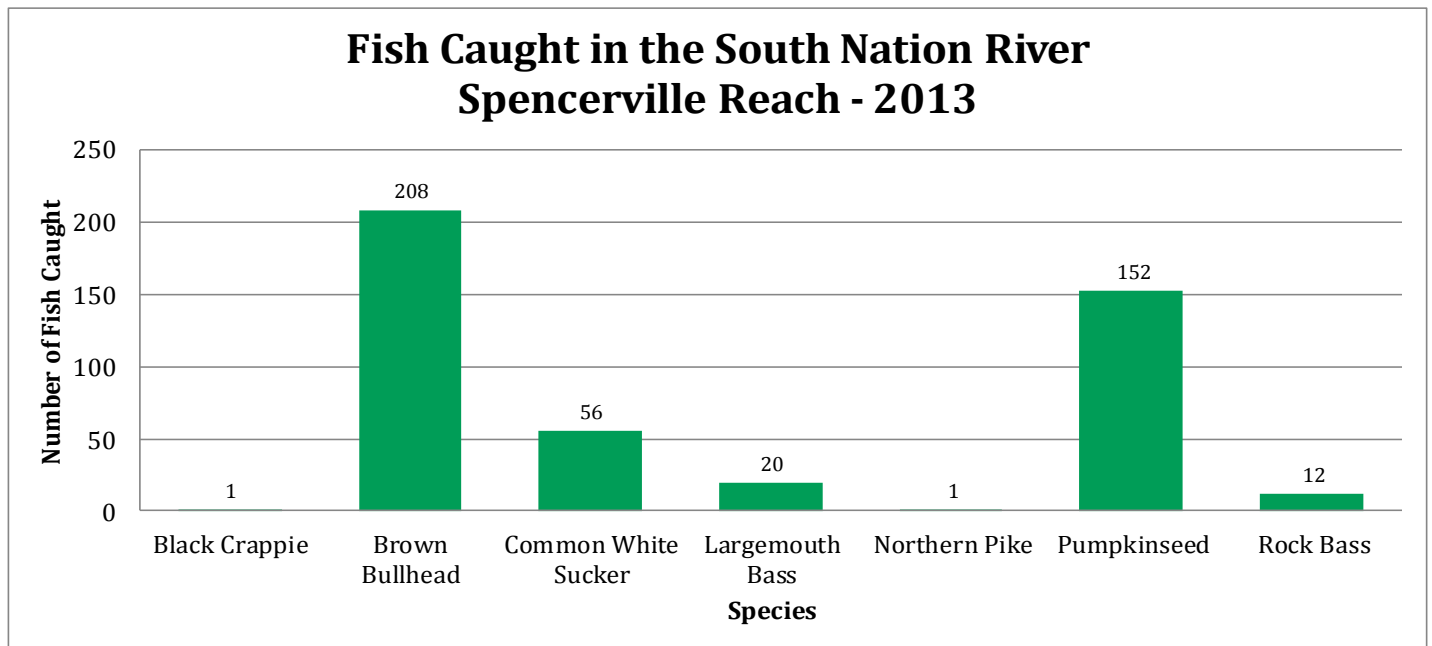 Fish Caught in the South Nation River
Spencerville Reach - 2013
Number of Fish Caught
250
200
150
100
50
0
1
208
56
20
1
152
12
Black Crappie
Brown
Bullhead
Common White
Sucker
Largemouth
Bass
Northern Pike
Pumpkinseed
Rock Bass
Species